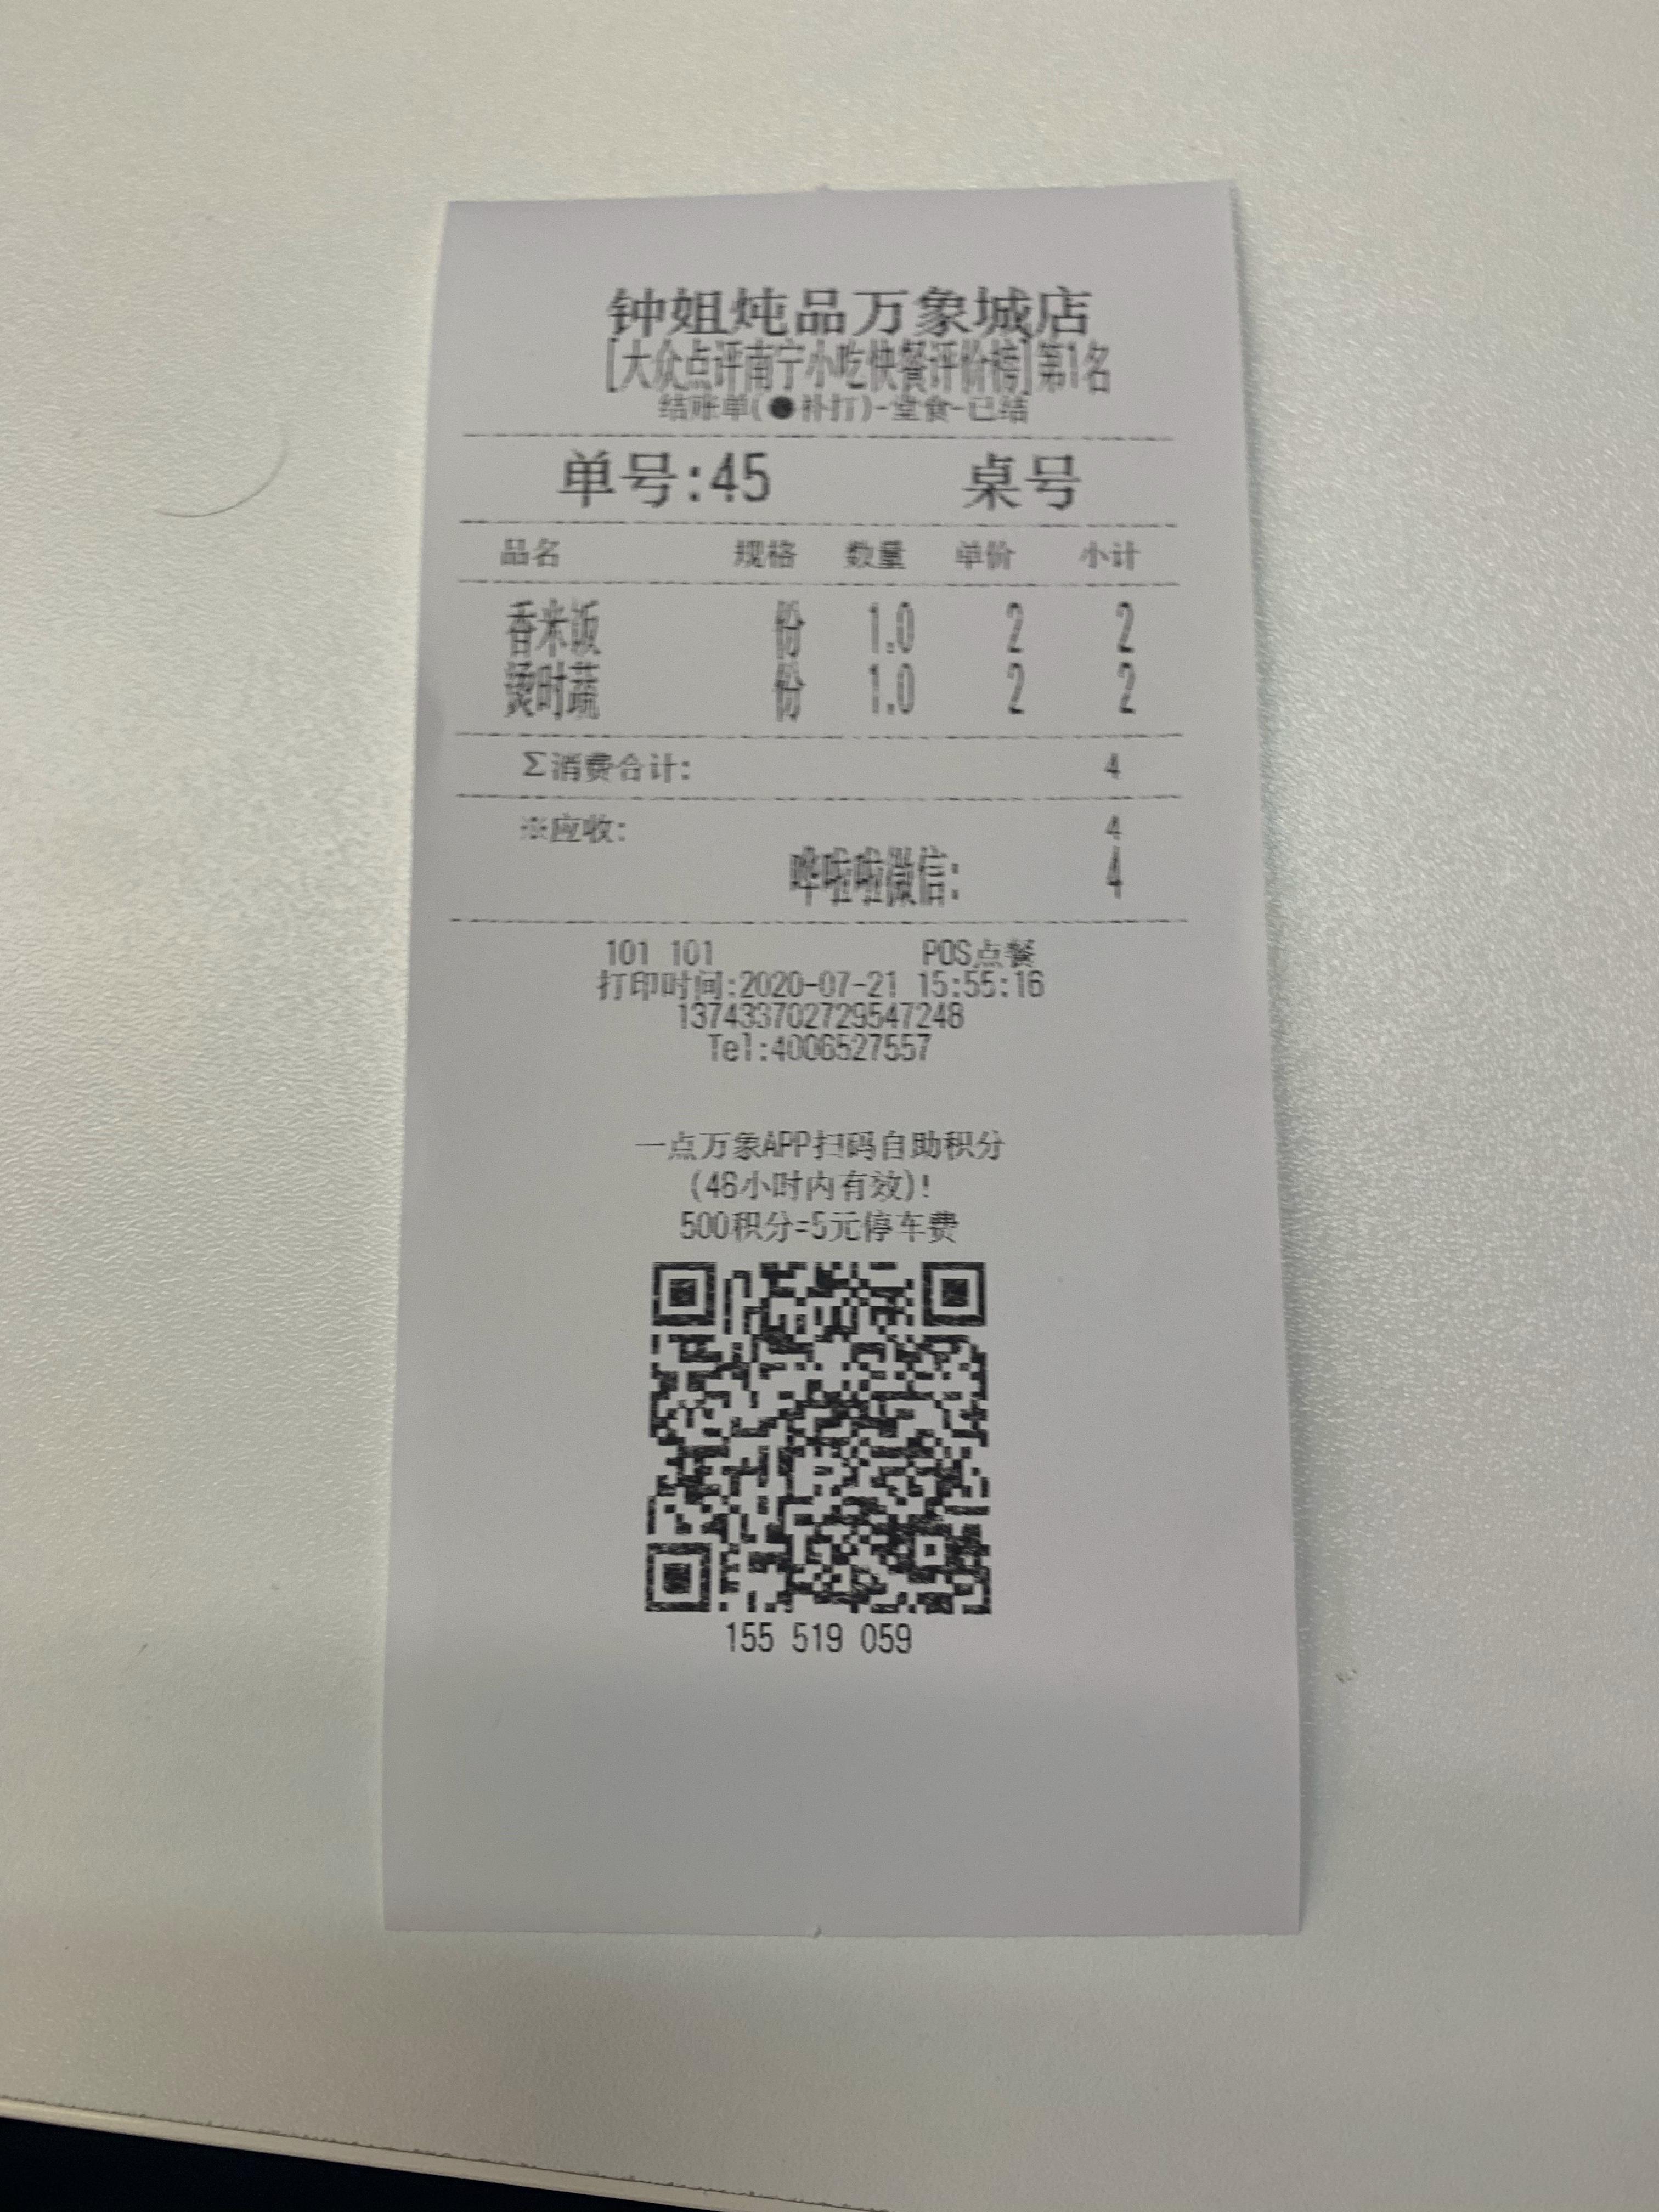 钟姐炖品万象城店
[大众点评南宁小吃快餐评价榜]第1名
结账单(●补打)-堂食-已结
单号:45 桌号
品名 规格 数量 单价 小计
香米饭 份 1.0 2 2
烫时蔬 份 1.0 2 2
Σ消费合计: 4
※应收: 4
哗啦啦微信: 4
101 101 POS点餐
打印时间:2020-07-21 15:55:16
137433702729547248
Tel:4006527557
一点万象APP扫码自助积分
(48小时内有效)!
500积分=5元停车费
155 519 059